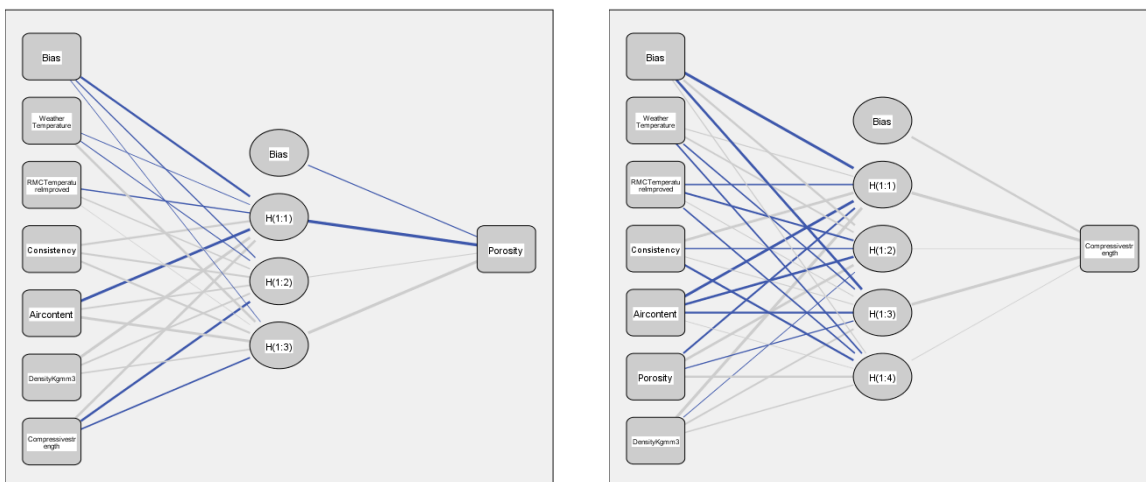 Bias
Weather
Temperature
RMCTemperatu
reImproved
Consistency
Aircontent
DensityKgmm3
Compressivestr
ength
Bias
H(1:1)
H(1:2)
H(1:3)
Porosity
Bias
Weather
Temperature
RMCTemperatu
reImproved
Consistency
Aircontent
Porosity
DensityKgmm3
Bias
H(1:1)
H(1:2)
H(1:3)
H(1:4)
Compressivestr
ength